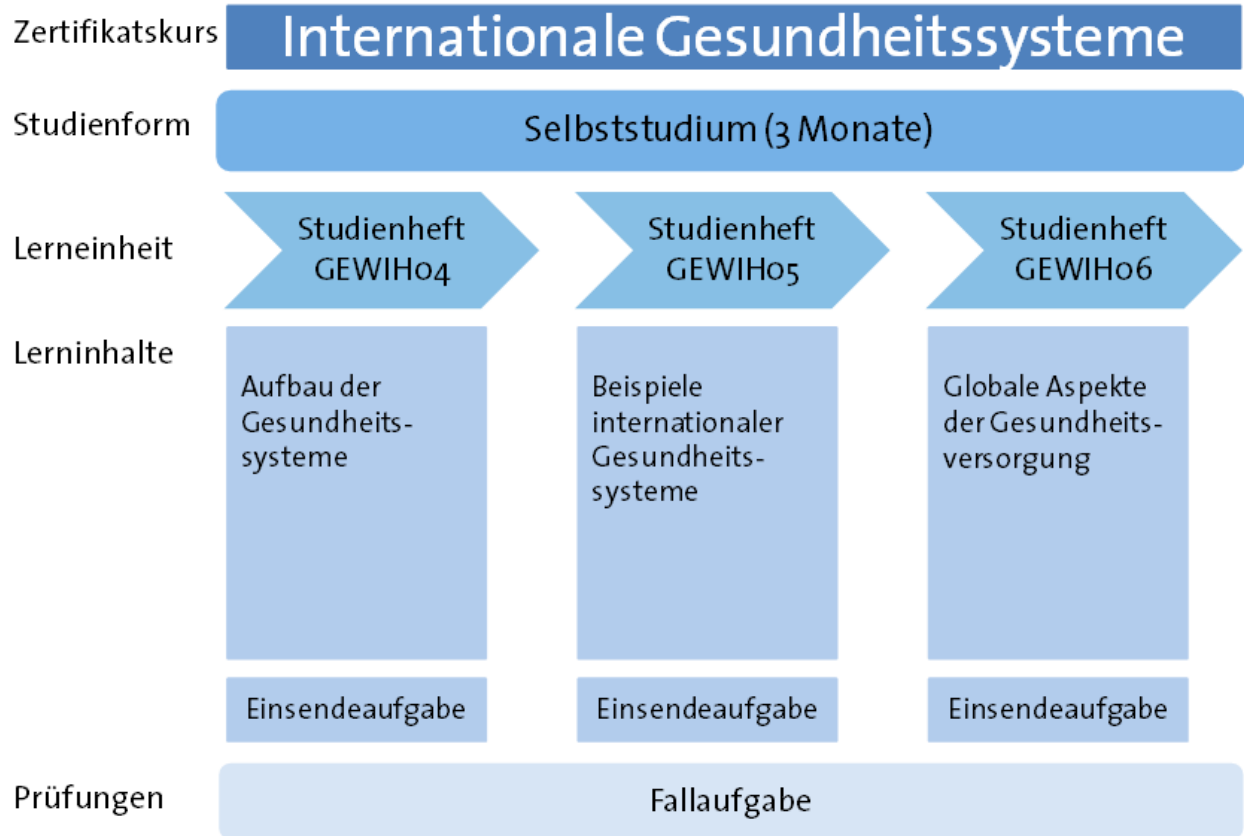 Zertifikatskurs
Internationale Gesundheitssysteme
Studienform
Selbststudium (3 Monate)
Lerneinheit
Studienheft
GEWIH04
Studienheft
GEWIH05
Studienheft
GEWIH06
Lerninhalte
Aufbau der
Gesundheits-
systeme
Beispiele
internationaler
Gesundheits-
systeme
Globale Aspekte
der Gesundheits-
versorgung
Einsendeaufgabe
Einsendeaufgabe
Einsendeaufgabe
Prüfungen
Fallaufgabe